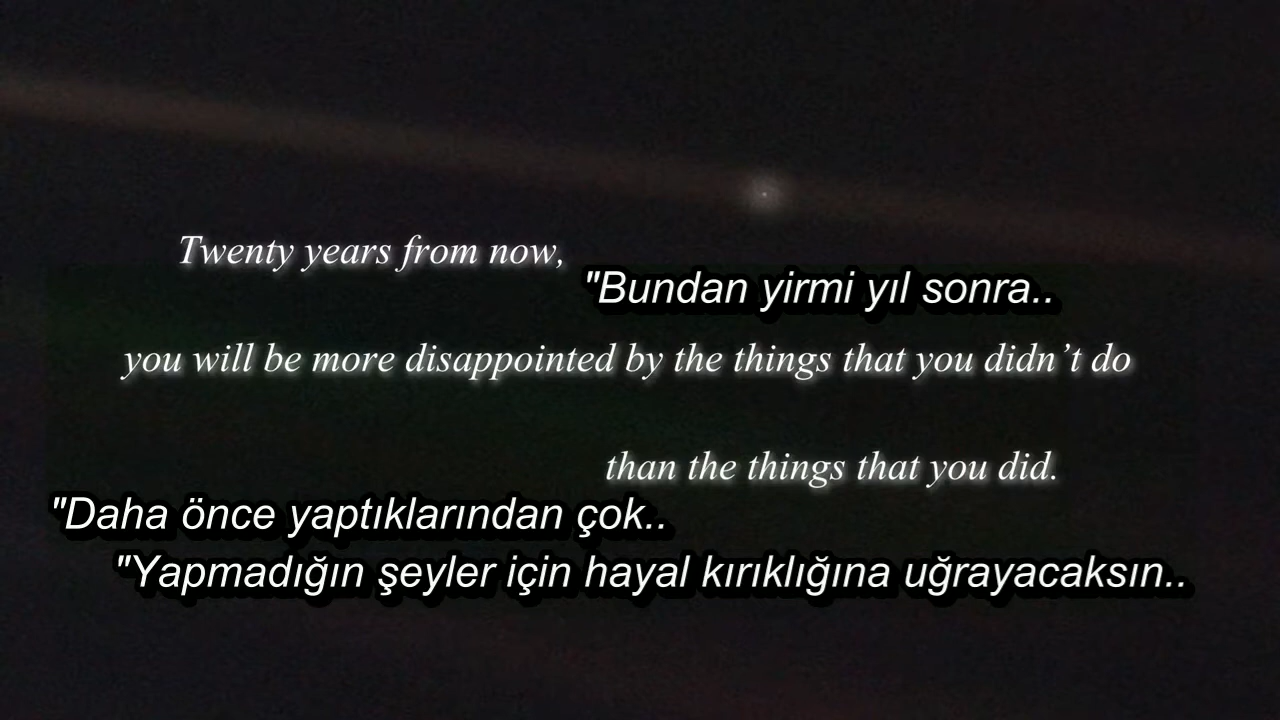 Twenty years from now,
"Bundan yirmi yıl sonra..
you will be more disappointed by the things that you didn’t do
than the things that you did.
"Daha önce yaptıklarından çok..
"Yapmadığın şeyler için hayal kırıklığına uğrayacaksın..